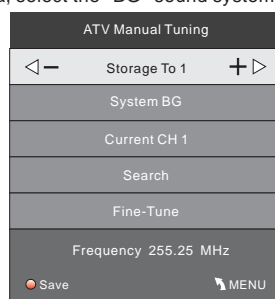 select the "BG" sound system
ATV Manual Tuning
Storage To 1
System BG
Current CH 1
Search
Fine-Tune
Frequency 255.25 MHz
Save MENU